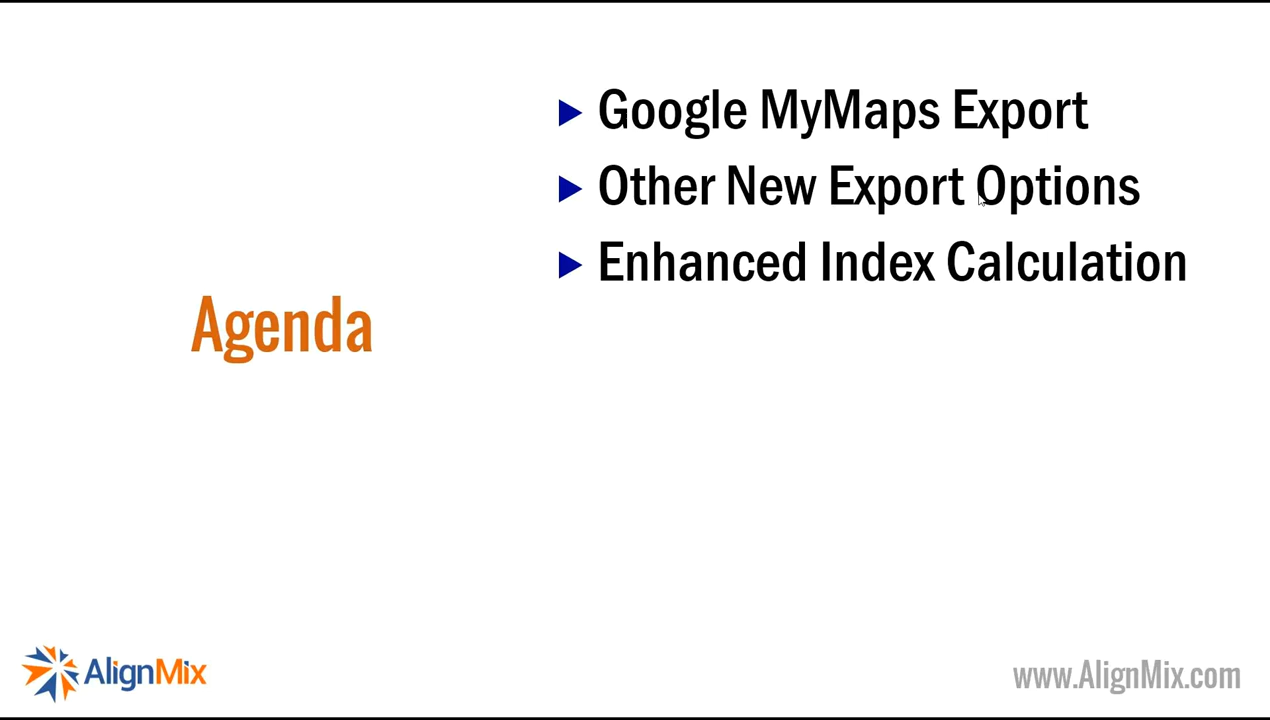 Agenda
Google MyMaps Export
Other New Export Options
Enhanced Index Calculation
AlignMix
www.AlignMix.com